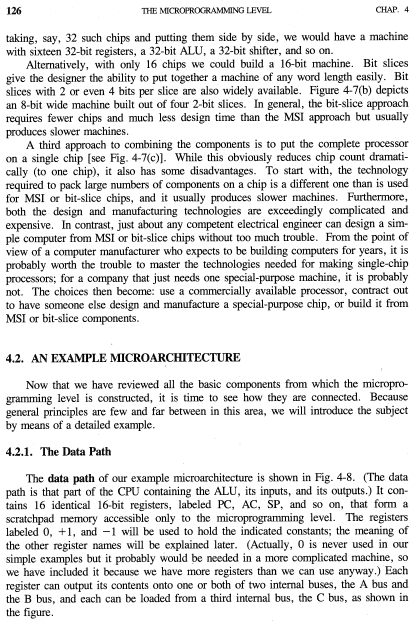 126 THE MICROPROGRAMMING LEVEL CHAP. 4
taking, say, 32 such chips and putting them side by side, we would have a machine
with sixteen 32-bit registers, a 32-bit ALU, a 32-bit shifter, and so on.
Alternatively, with only 16 chips we could build a 16-bit machine. Bit slices
give the designer the ability to put together a machine of any word length easily. Bit
slices with 2 or even 4 bits per slice are also widely available. Figure 4-7(b) depicts
an 8-bit wide machine built out of four 2-bit slices. In general, the bit-slice approach
requires fewer chips and much less design time than the MSI approach but usually
produces slower machines.
A third approach to combining the components is to put the complete processor
on a single chip [see Fig. 4-7(c)]. While this obviously reduces chip count dramati-
cally (to one chip), it also has some disadvantages. To start with, the technology
required to pack large numbers of components on a chip is a different one than is used
for MSI or bit-slice chips, and it usually produces slower machines. Furthermore,
both the design and manufacturing technologies are exceedingly complicated and
expensive. In contrast, just about any competent electrical engineer can design a sim-
ple computer from MSI or bit-slice chips without too much trouble. From the point of
view of a computer manufacturer who expects to be building computers for years, it is
probably worth the trouble to master the technologies needed for making single-chip
processors; for a company that just needs one special-purpose machine, it is probably
not. The choices then become: use a commercially available processor, contract out
to have someone else design and manufacture a special-purpose chip, or build it from
MSI or bit-slice components.
4.2. AN EXAMPLE MICROARCHITECTURE
Now that we have reviewed all the basic components from which the micropro-
gramming level is constructed, it is time to see how they are connected. Because
general principles are few and far between in this area, we will introduce the subject
by means of a detailed example.
4.2.1. The Data Path
The data path of our example microarchitecture is shown in Fig. 4-8. (The data
path is that part of the CPU containing the ALU, its inputs, and its outputs.) It con-
tains 16 identical 16-bit registers, labeled PC, AC, SP, and so on, that form a
scratchpad memory accessible only to the microprogramming level. The registers
labeled 0, +1, and −1 will be used to hold the indicated constants; the meaning of
the other register names will be explained later. (Actually, 0 is never used in our
simple examples but it probably would be needed in a more complicated machine, so
we have included it because we have more registers than we can use anyway.) Each
register can output its contents onto one or both of two internal buses, the A bus and
the B bus, and each can be loaded from a third internal bus, the C bus, as shown in
the figure.